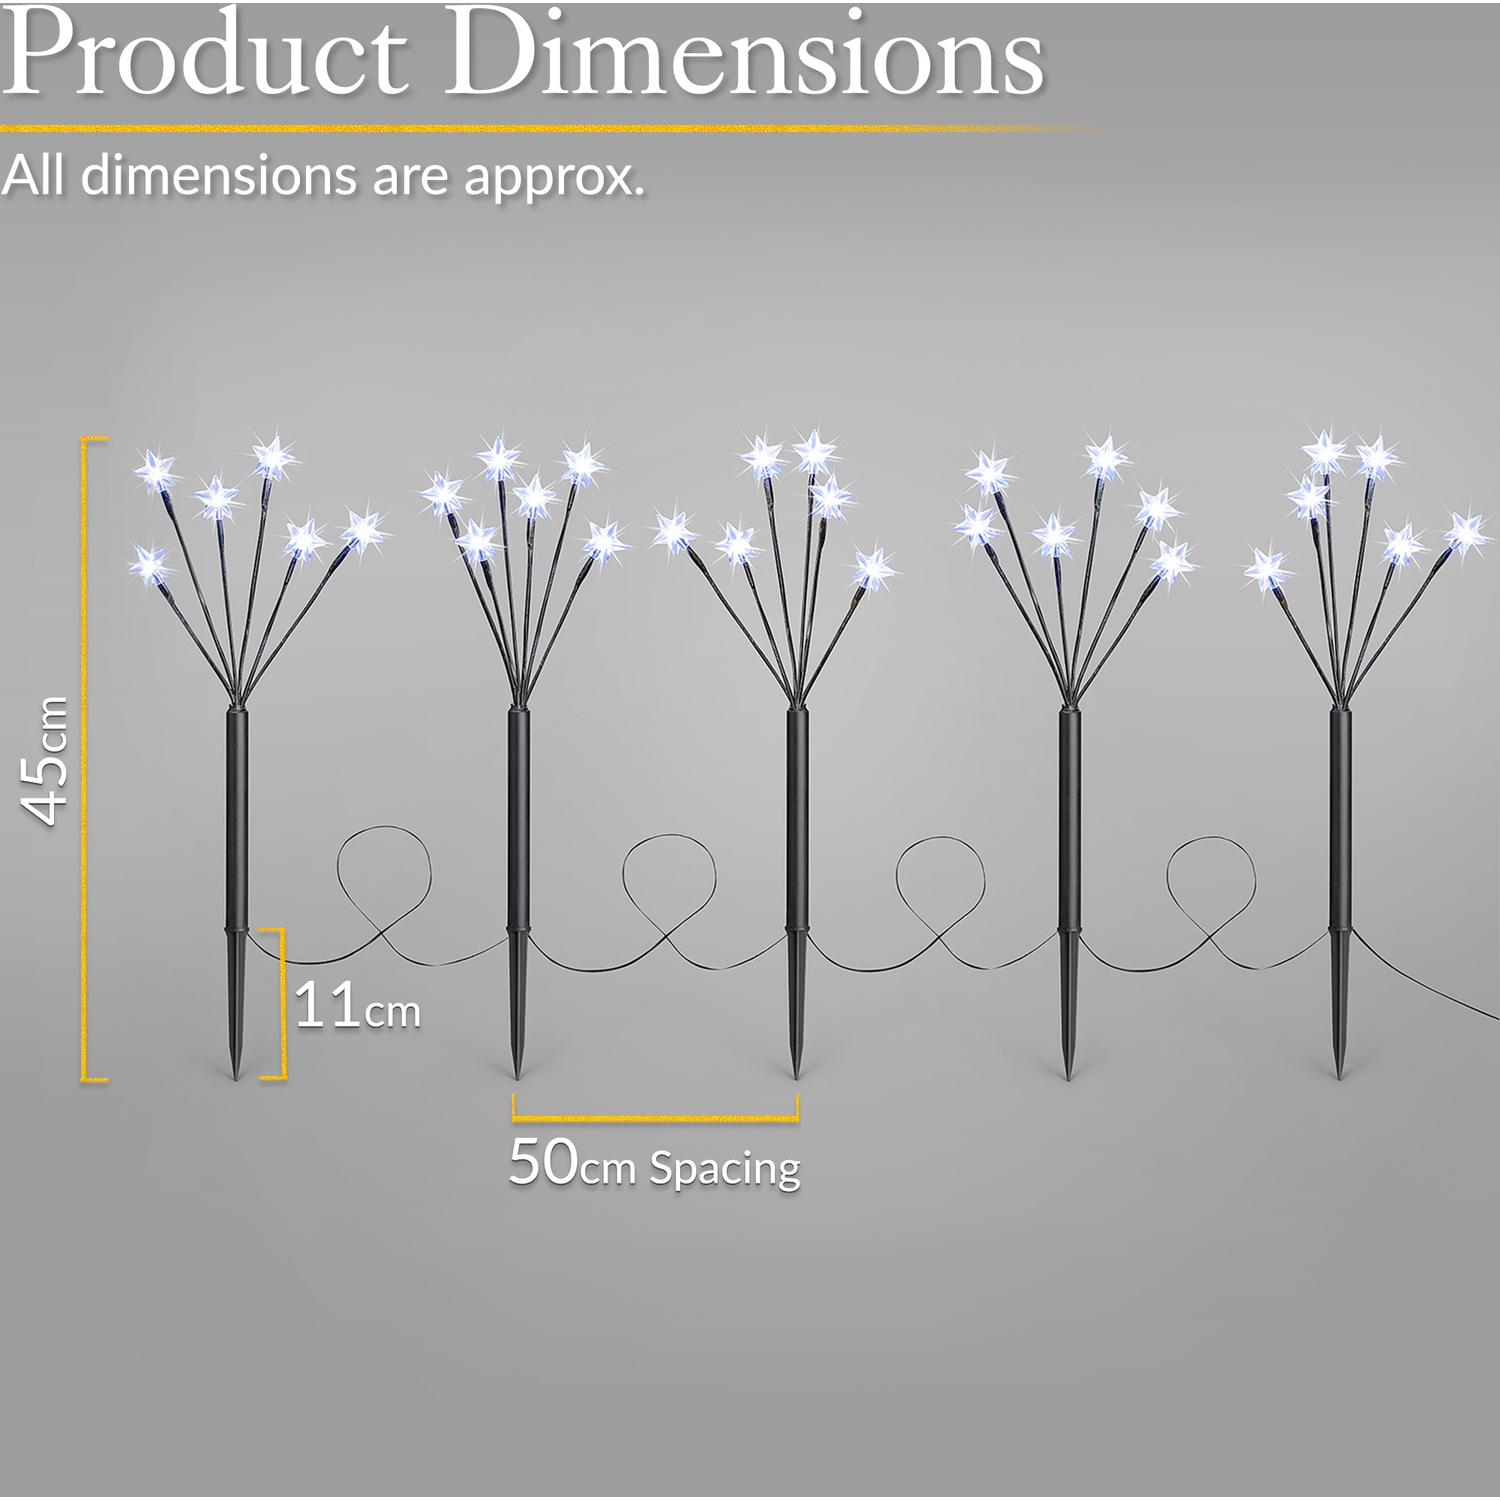 Product Dimensions
All dimensions are approx.
45cm
11cm
50cm Spacing